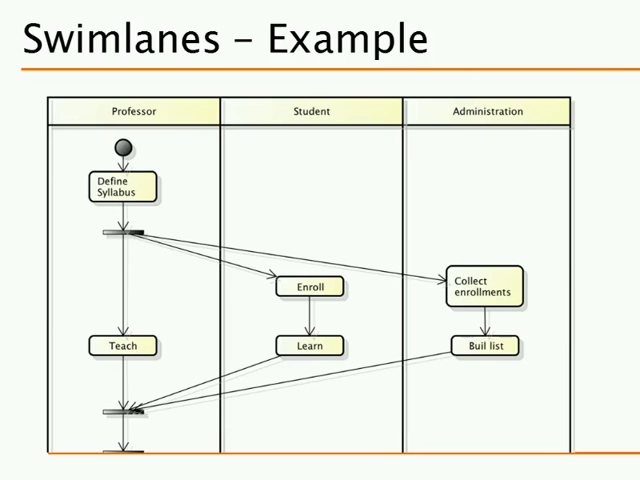 Swimlanes – Example
Professor
Student
Administration
Define
Syllabus
Enroll
Collect
enrollments
Teach
Learn
Buil list